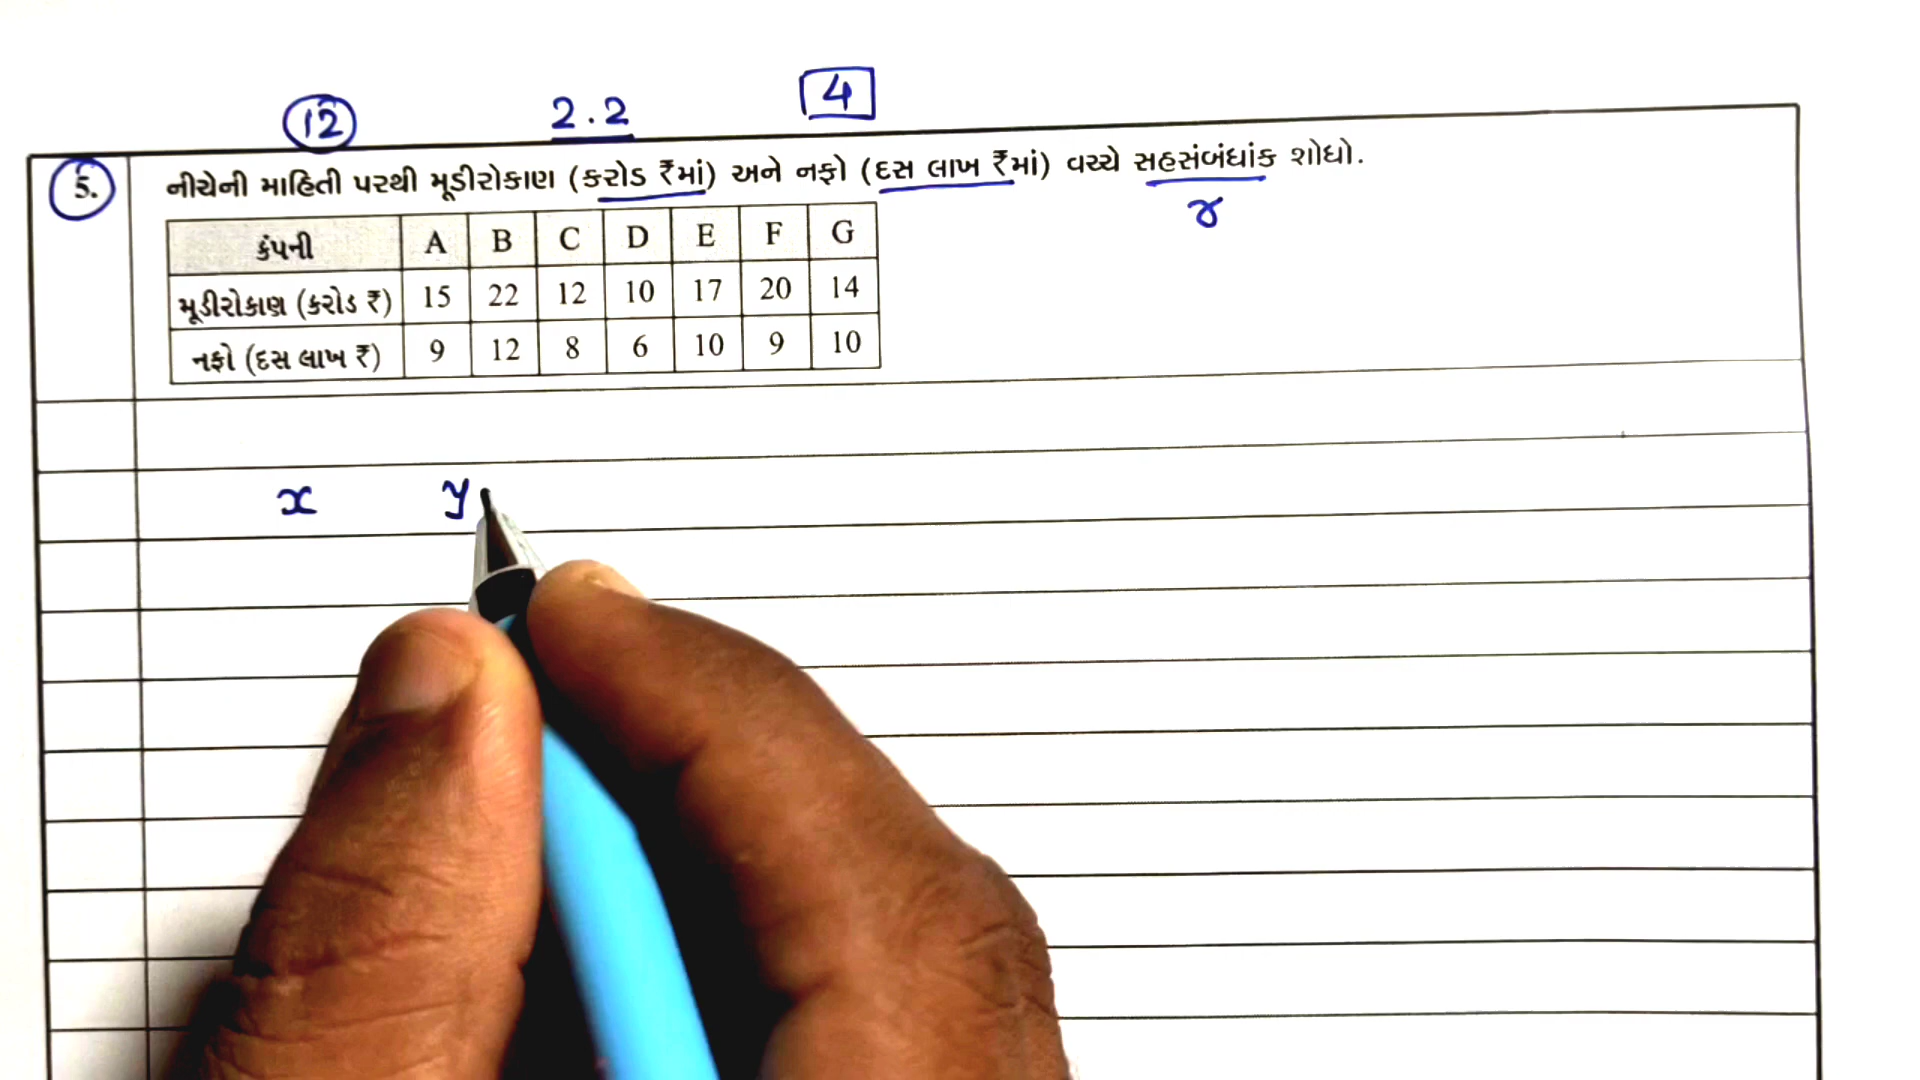 12 2.2 4
5. નીચેની માહિતી પરથી મૂડીરોકાણ (કરોડ ₹માં) અને નફો (દસ લાખ ₹માં) વચ્ચે સહસંબંધાંક શોધો.
r
કંપની A B C D E F G
મૂડીરોકાણ (કરોડ ₹) 15 22 12 10 17 20 14
નફો (દસ લાખ ₹) 9 12 8 6 10 9 10
x y